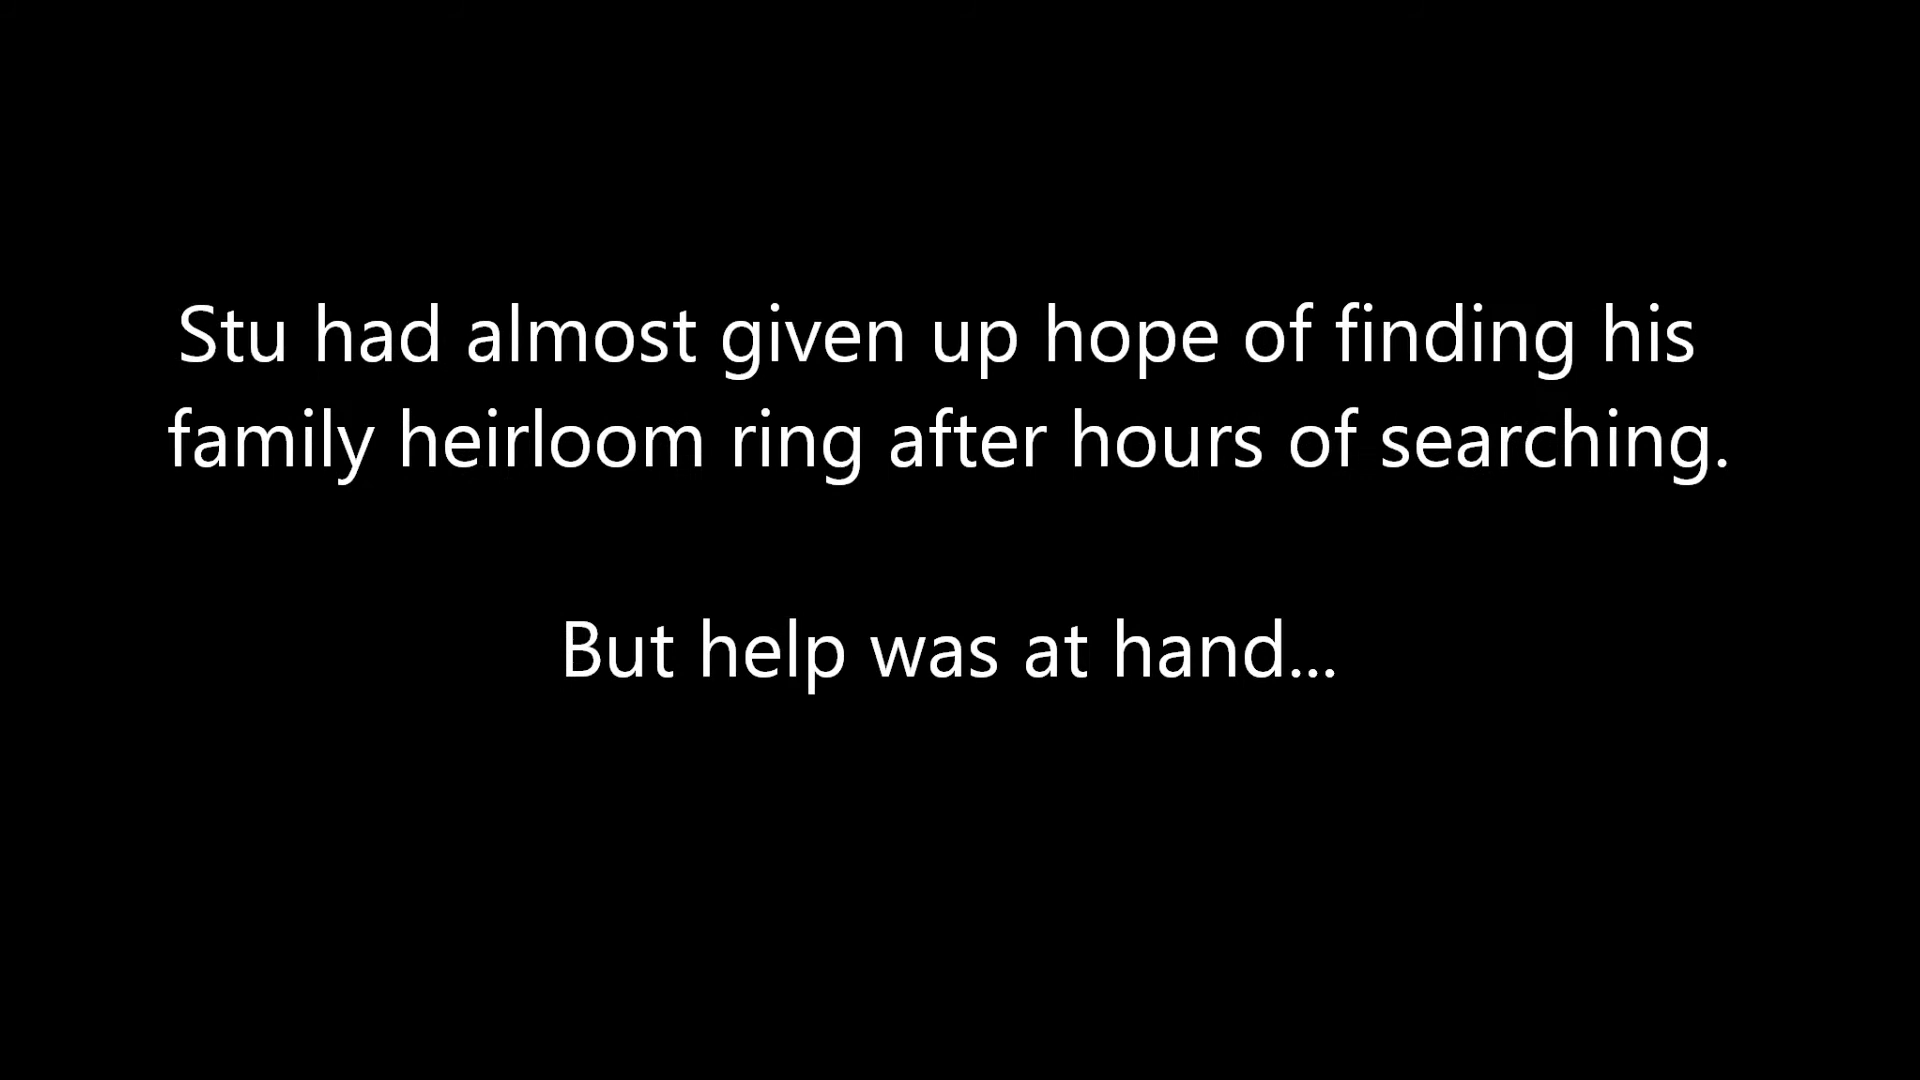 Stu had almost given up hope of finding his
family heirloom ring after hours of searching.
But help was at hand...